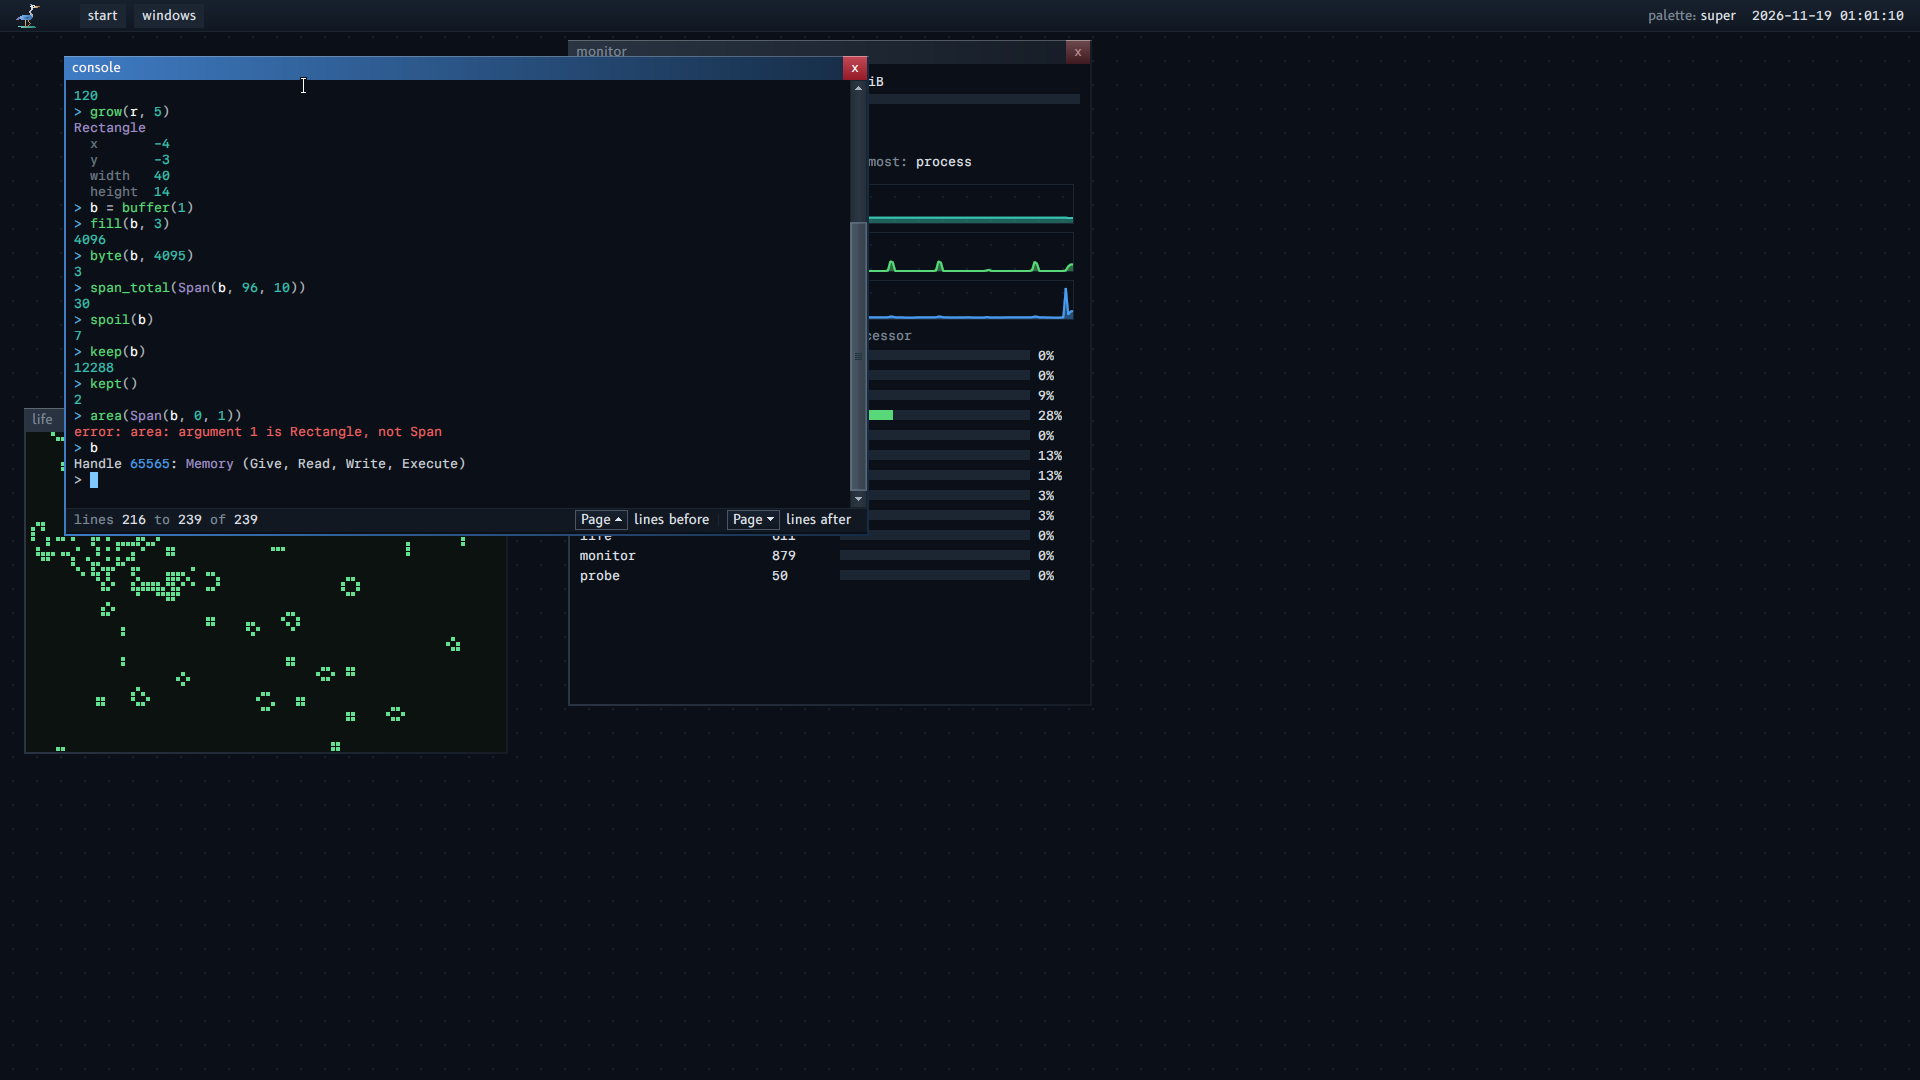 start windows palette: super 2026-11-19 01:01:10
monitor x
console x
iB
120
> grow(r, 5)
Rectangle
x -4
y -3
width 40
height 14
> b = buffer(1)
> fill(b, 3)
4096
> byte(b, 4095)
3
> span_total(Span(b, 96, 10))
30
> spoil(b)
7
> keep(b)
12288
> kept()
2
> area(Span(b, 0, 1))
error: area: argument 1 is Rectangle, not Span
> b
Handle 65565: Memory (Give, Read, Write, Execute)
>
lines 216 to 239 of 239 Page lines before Page lines after
most: process
cessor
0%
0%
9%
28%
0%
13%
13%
3%
3%
life 0%
monitor 879 0%
probe 50 0%
life